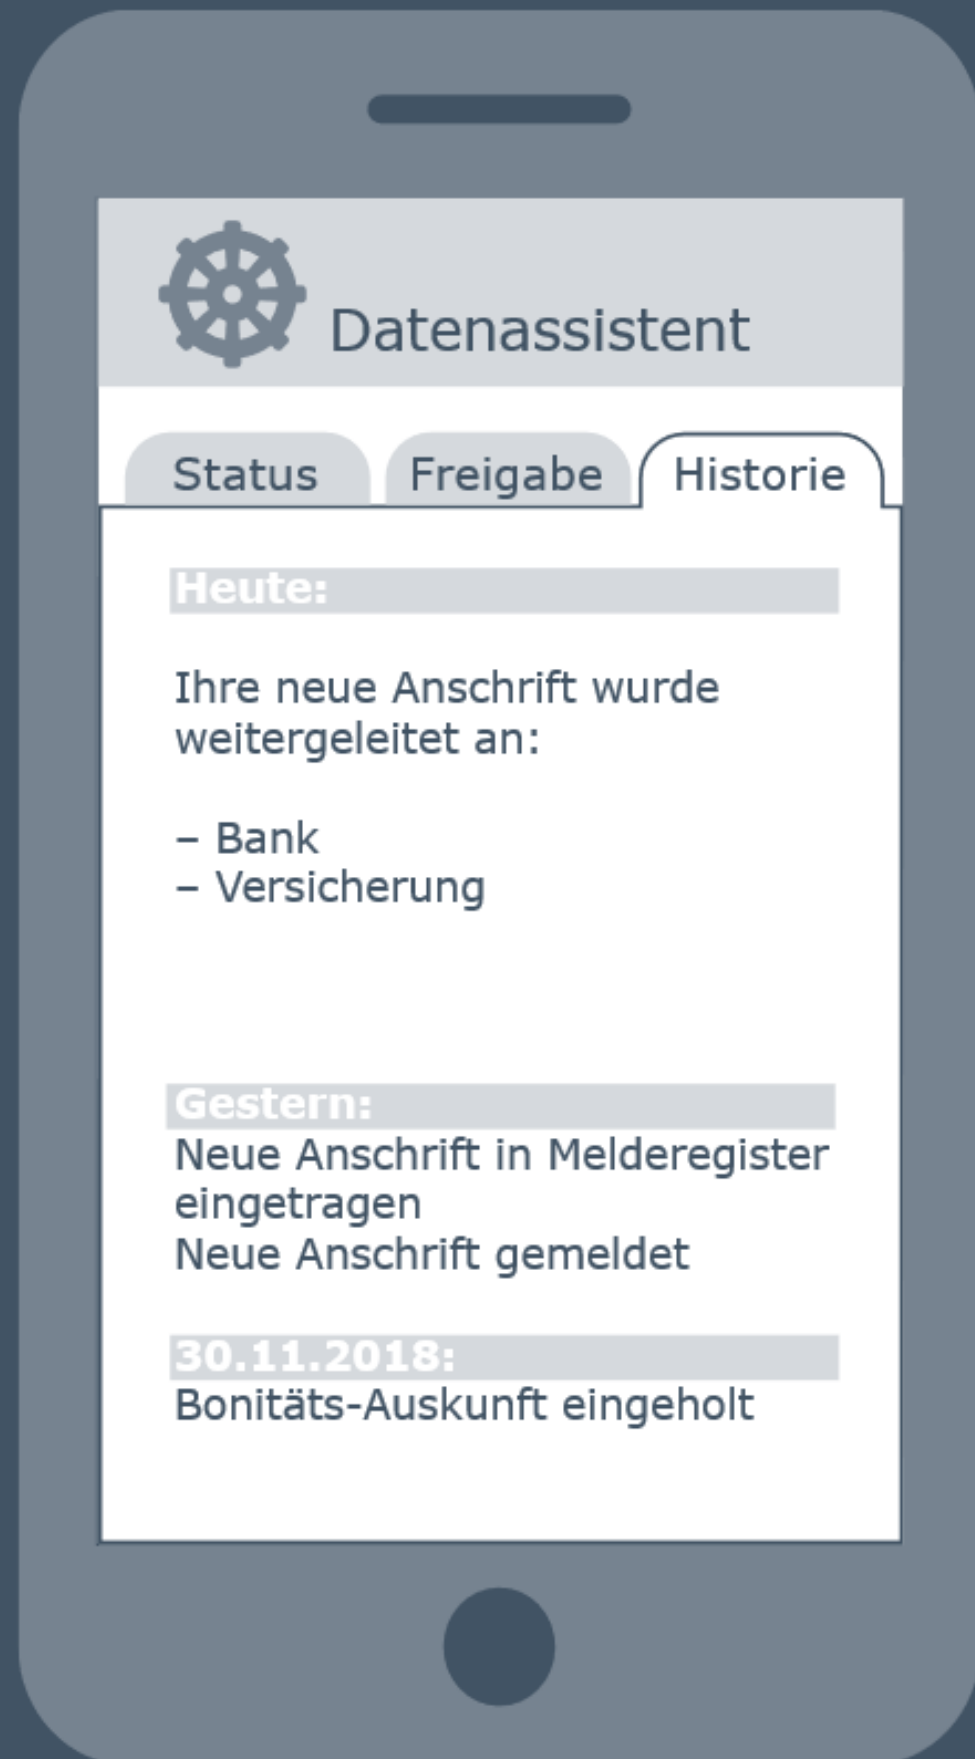 Datenassistent
Status Freigabe Historie
Heute:
Ihre neue Anschrift wurde
weitergeleitet an:
– Bank
– Versicherung
Gestern:
Neue Anschrift in Melderegister
eingetragen
Neue Anschrift gemeldet
30.11.2018:
Bonitäts-Auskunft eingeholt